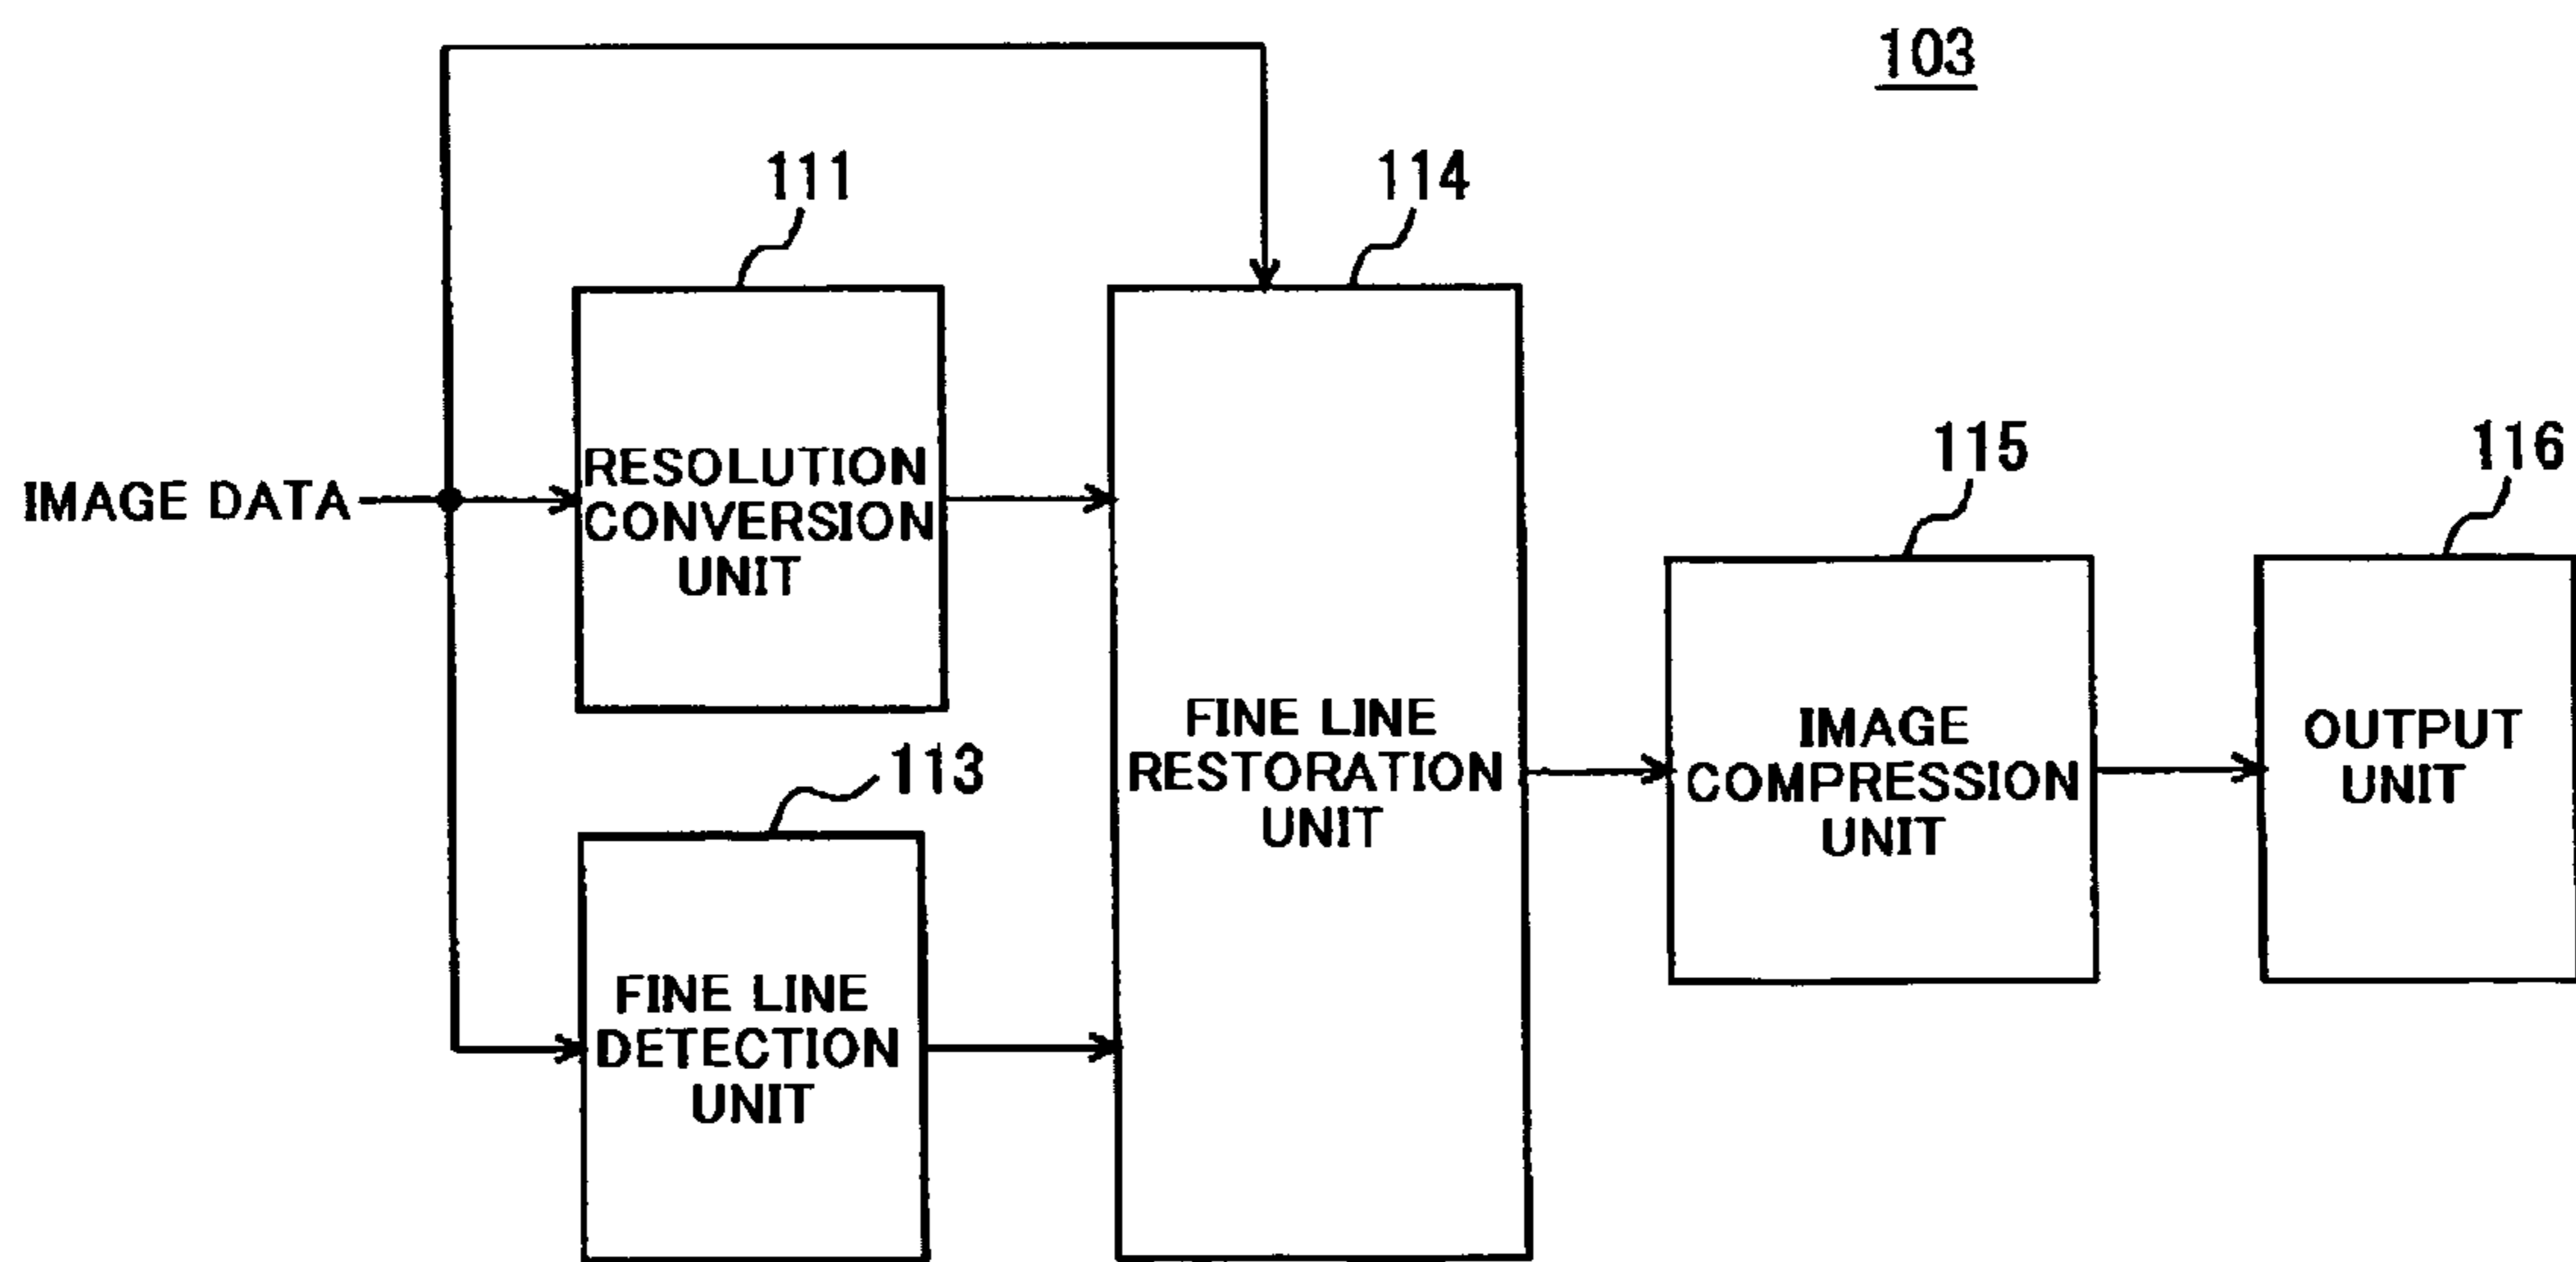 103
111
114
RESOLUTION
CONVERSION
UNIT
IMAGE DATA
115
116
113
FINE LINE
RESTORATION
UNIT
IMAGE
COMPRESSION
UNIT
OUTPUT
UNIT
FINE LINE
DETECTION
UNIT